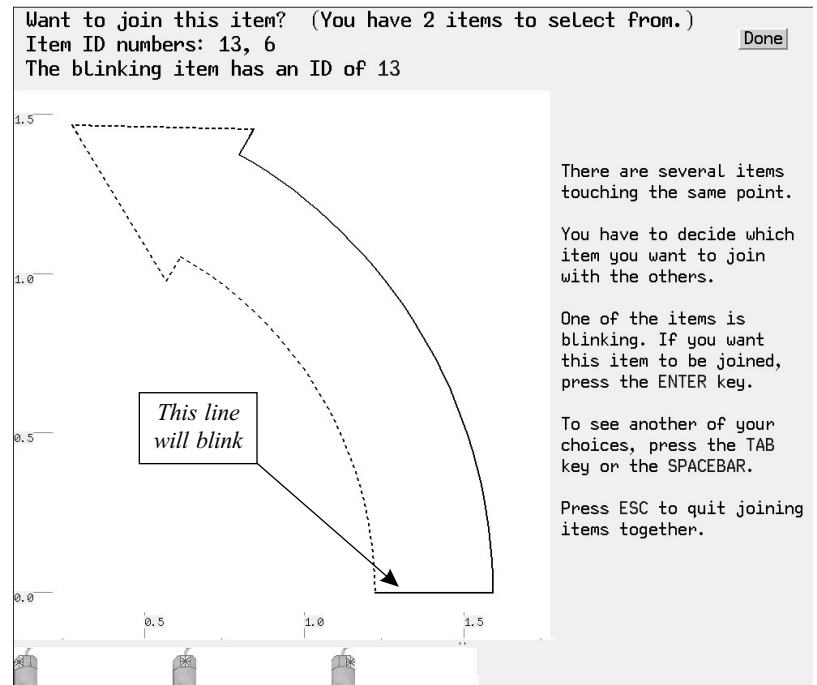 Want to join this item?  (You have 2 items to select from.)
Item ID numbers: 13, 6
Done
The blinking item has an ID of 13
1.5
There are several items
touching the same point.
You have to decide which
item you want to join
with the others.
1.0
One of the items is
blinking. If you want
this item to be joined,
press the ENTER key.
This line
will blink
0.5
To see another of your
choices, press the TAB
key or the SPACEBAR.
Press ESC to quit joining
items together.
0.0
0.5
1.0
1.5